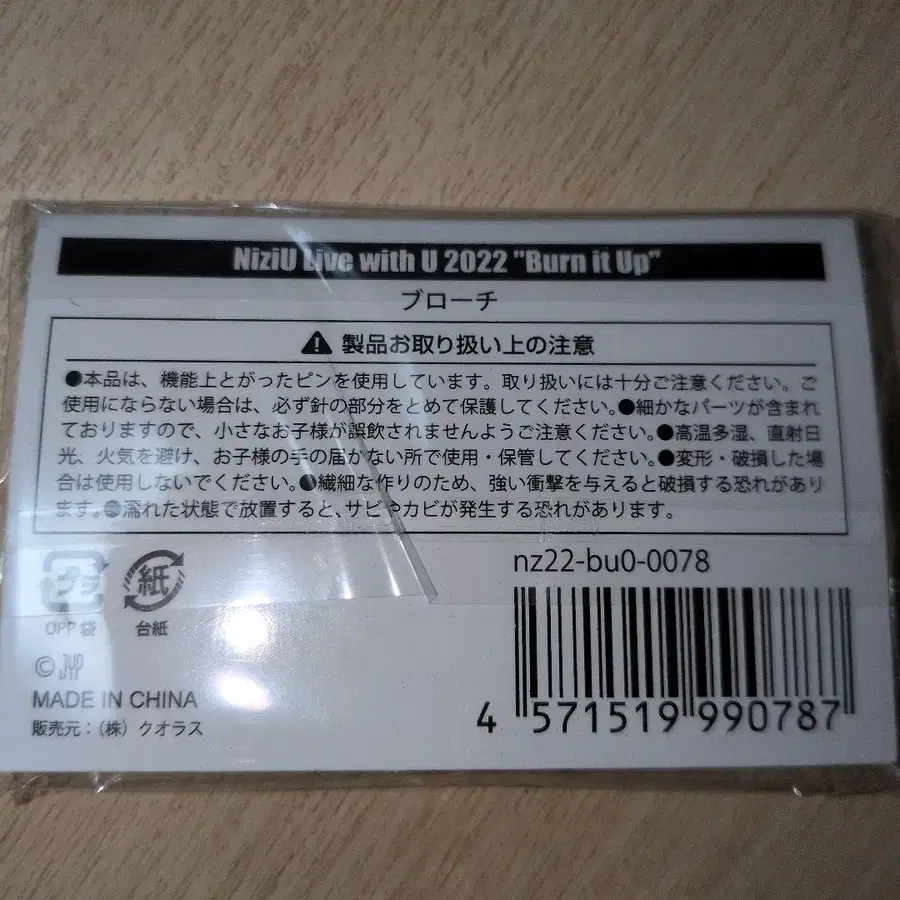 NiziU Live with U 2022 "Burn it Up"
ブローチ
製品お取り扱い上の注意
●本品は、機能上とがったピンを使用しています。取り扱いには十分ご注意ください。ご
使用にならない場合は、必ず針の部分をとめて保護してください。●細かなパーツが含まれ
ておりますので、小さなお子様が誤飲されませんようご注意ください。●高温多湿、直射日
光、火気を避け、お子様の手の届かない所で使用・保管してください。●変形・破損した場
合は使用しないでください。●繊細な作りのため、強い衝撃を与えると破損する恐れがあり
ます。●濡れた状態で放置すると、サビやカビが発生する恐れがあります。
nz22-bu0-0078
プラ 紙
OPP 袋 台紙
© JYP
MADE IN CHINA
販売元:(株) クオラス
4 571519 990787